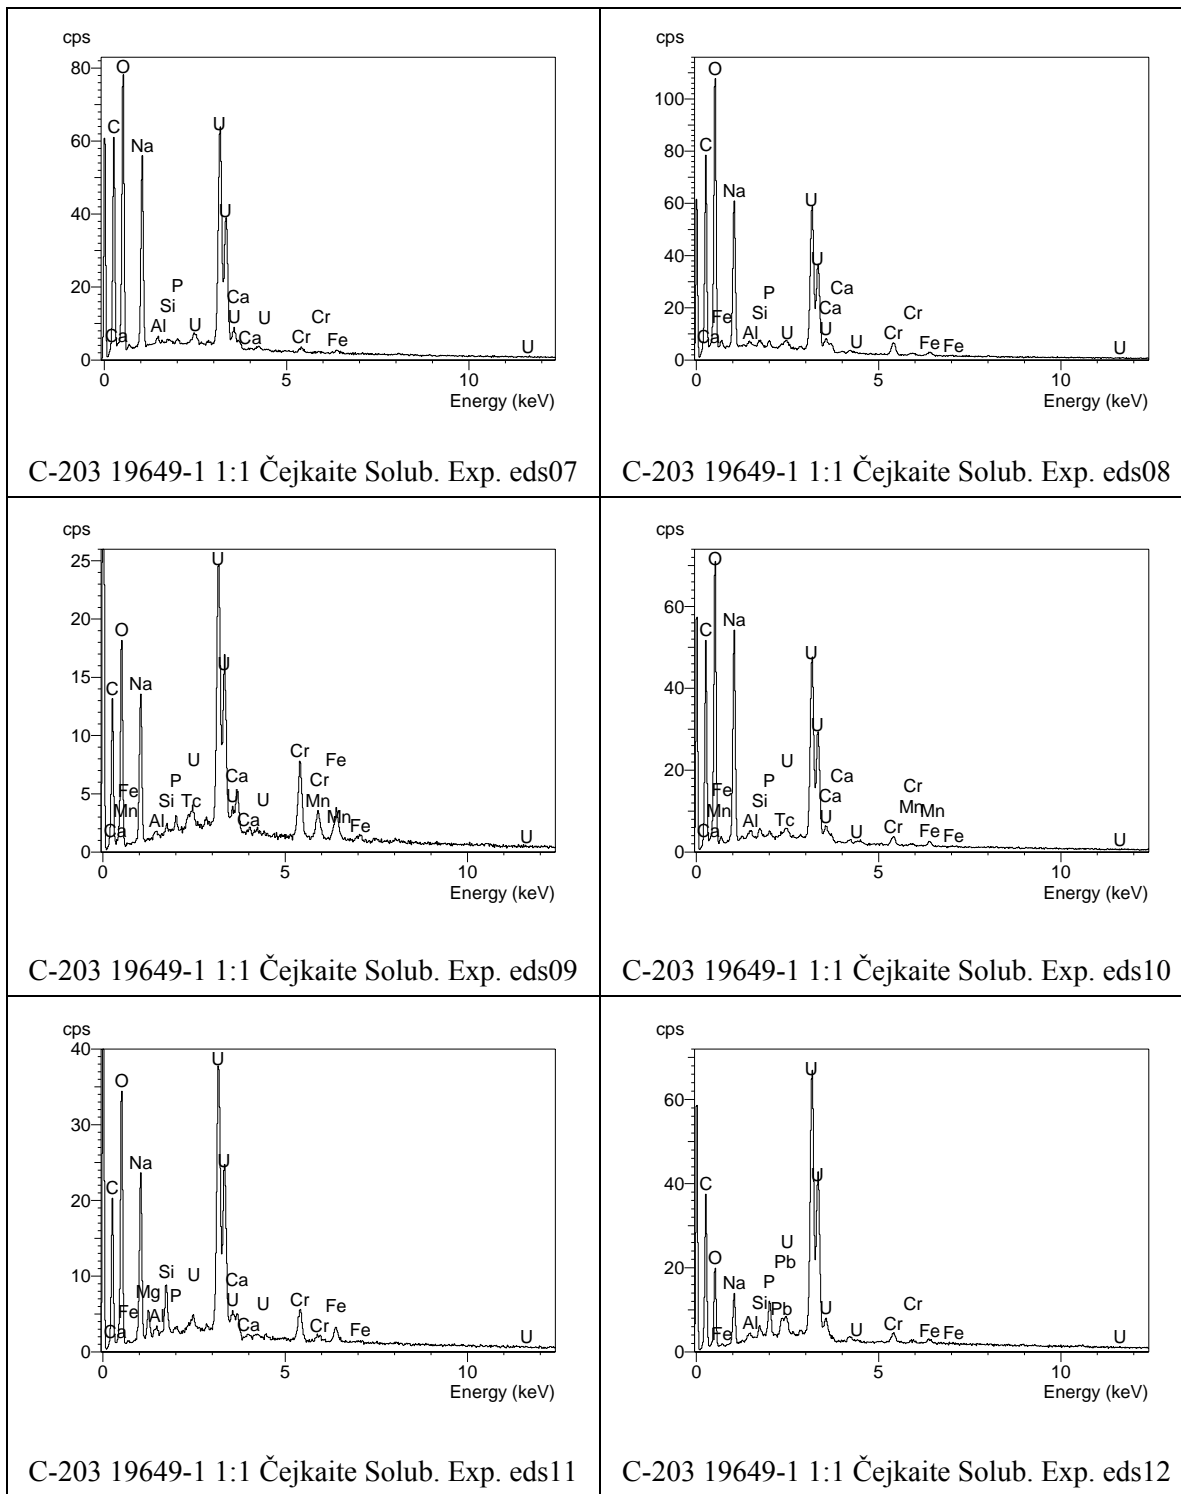 cps
80
60
40
20
0
O
C
Na
U
U
P
Si
Al
Ca
U
Ca
U
Ca
U
Cr
Cr
Fe
U
0 5 10
Energy (keV)
C-203 19649-1 1:1 Čejkaite Solub. Exp. eds07
cps
100
80
60
40
20
0
O
C
Na
U
U
Ca
P
Si
Fe
Ca
Al
U
Ca
U
U
Cr
Cr
Fe
Fe
U
0 5 10
Energy (keV)
C-203 19649-1 1:1 Čejkaite Solub. Exp. eds08
cps
25
20
15
10
5
0
U
O
U
C
Na
U
P
Fe
Mn
Ca
Si
Al
Tc
Ca
U
Ca
U
Cr
Fe
Cr
Mn
Mn
Fe
U
0 5 10
Energy (keV)
C-203 19649-1 1:1 Čejkaite Solub. Exp. eds09
cps
60
40
20
0
O
C
Na
U
U
U
P
Si
Fe
Mn
Ca
Al
Tc
Ca
Ca
U
U
Cr
Cr
Mn
Mn
Fe
Fe
U
0 5 10
Energy (keV)
C-203 19649-1 1:1 Čejkaite Solub. Exp. eds10
cps
40
30
20
10
0
U
O
U
C
Na
Si
U
Mg
P
Fe
Al
Ca
Ca
U
Ca
U
Cr
Fe
Cr
Fe
U
0 5 10
Energy (keV)
C-203 19649-1 1:1 Čejkaite Solub. Exp. eds11
cps
60
40
20
0
U
U
C
O
Na
U
Pb
P
Si
Pb
Al
Fe
U
U
Cr
Cr
Fe
Fe
U
0 5 10
Energy (keV)
C-203 19649-1 1:1 Čejkaite Solub. Exp. eds12